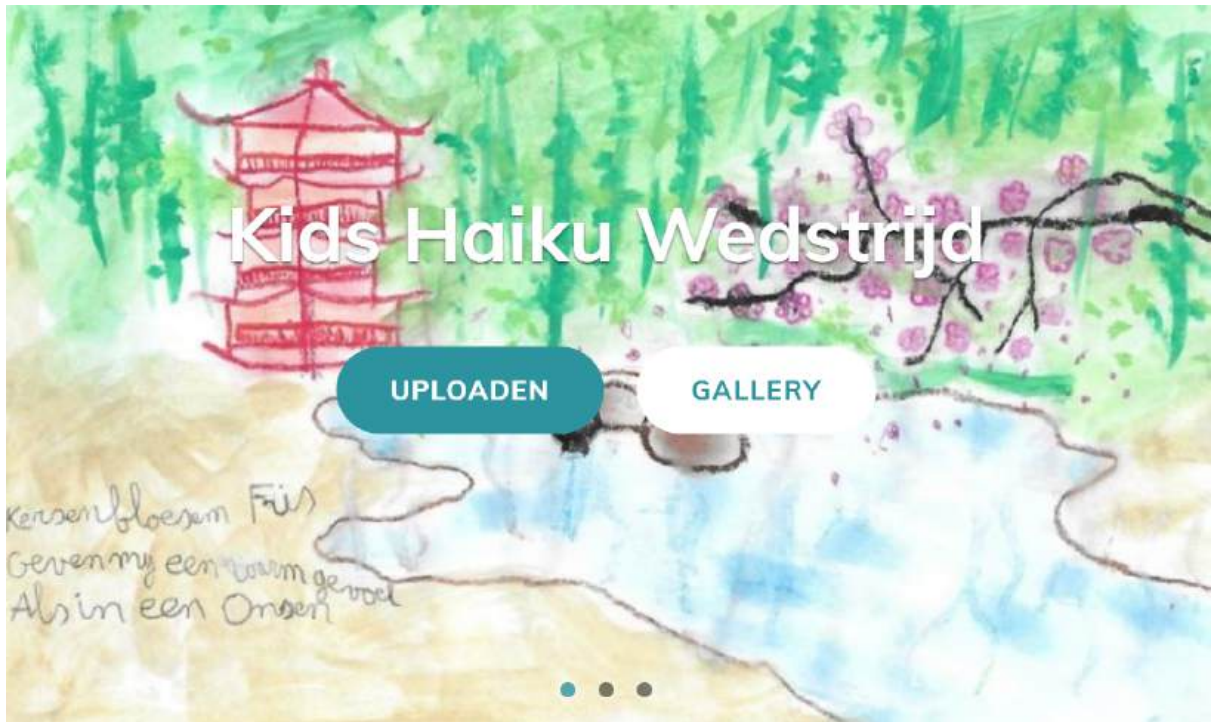 Kids Haiku Wedstrijd
UPLOADEN
GALLERY
Kersenbloesem Fris
Geven my een warm gevoel
Als in een Onsen